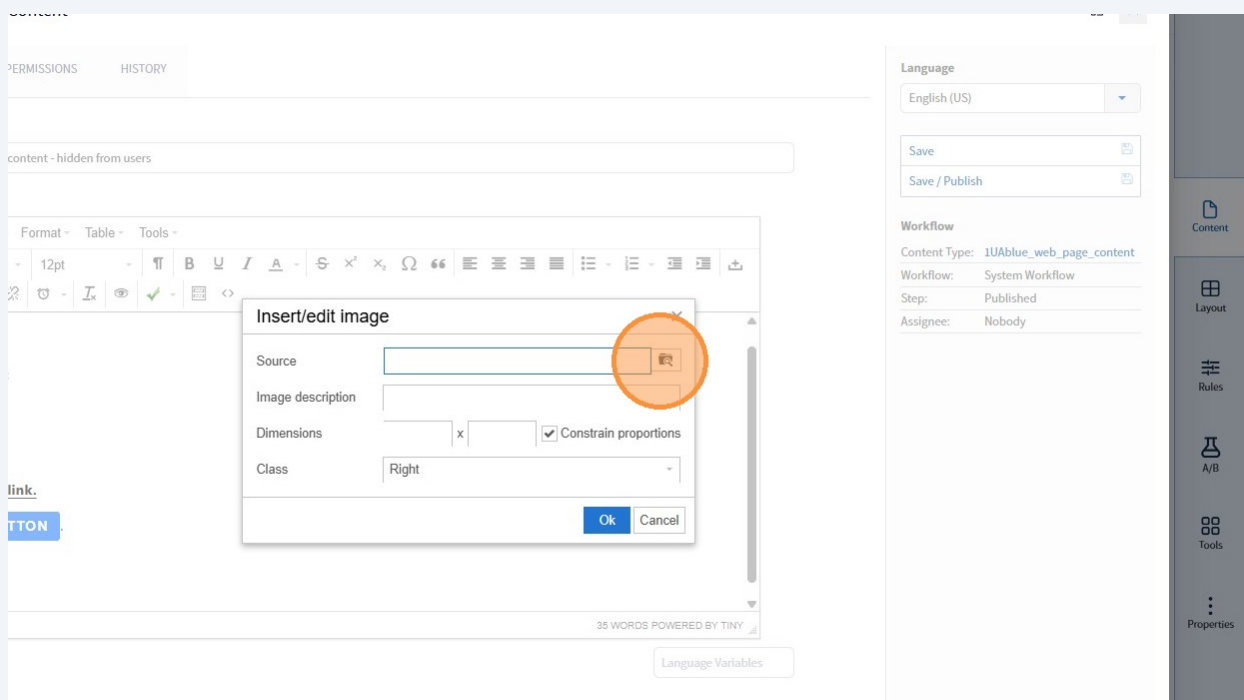 PERMISSIONS HISTORY
Language
English (US)
content - hidden from users
Save
Save / Publish
Workflow
Content Type: 1UAblue_web_page_content
Workflow: System Workflow
Step: Published
Assignee: Nobody
Format Table Tools
12pt
Insert/edit image
Source
Image description
Dimensions x Constrain proportions
Class Right
Ok Cancel
link.
TTON.
35 WORDS POWERED BY TINY
Language Variables
Content
Layout
Rules
A/B
Tools
Properties